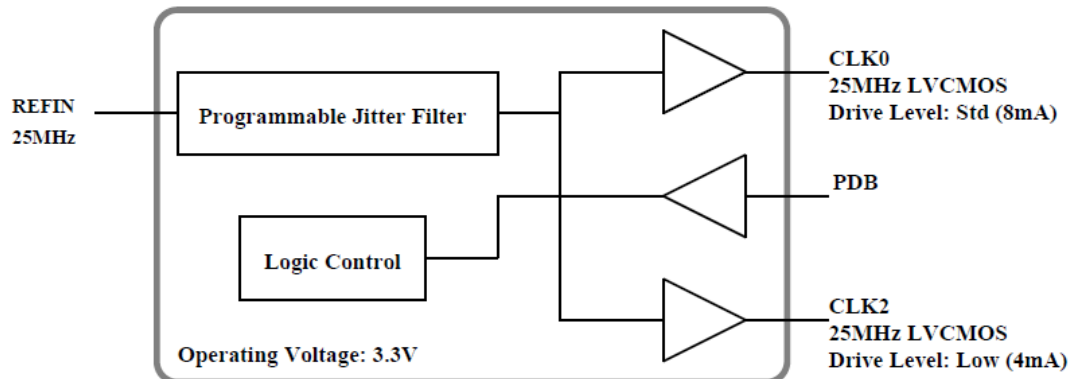 REFIN
25MHz
Programmable Jitter Filter
Logic Control
Operating Voltage: 3.3V
CLK0
25MHz LVCMOS
Drive Level: Std (8mA)
PDB
CLK2
25MHz LVCMOS
Drive Level: Low (4mA)